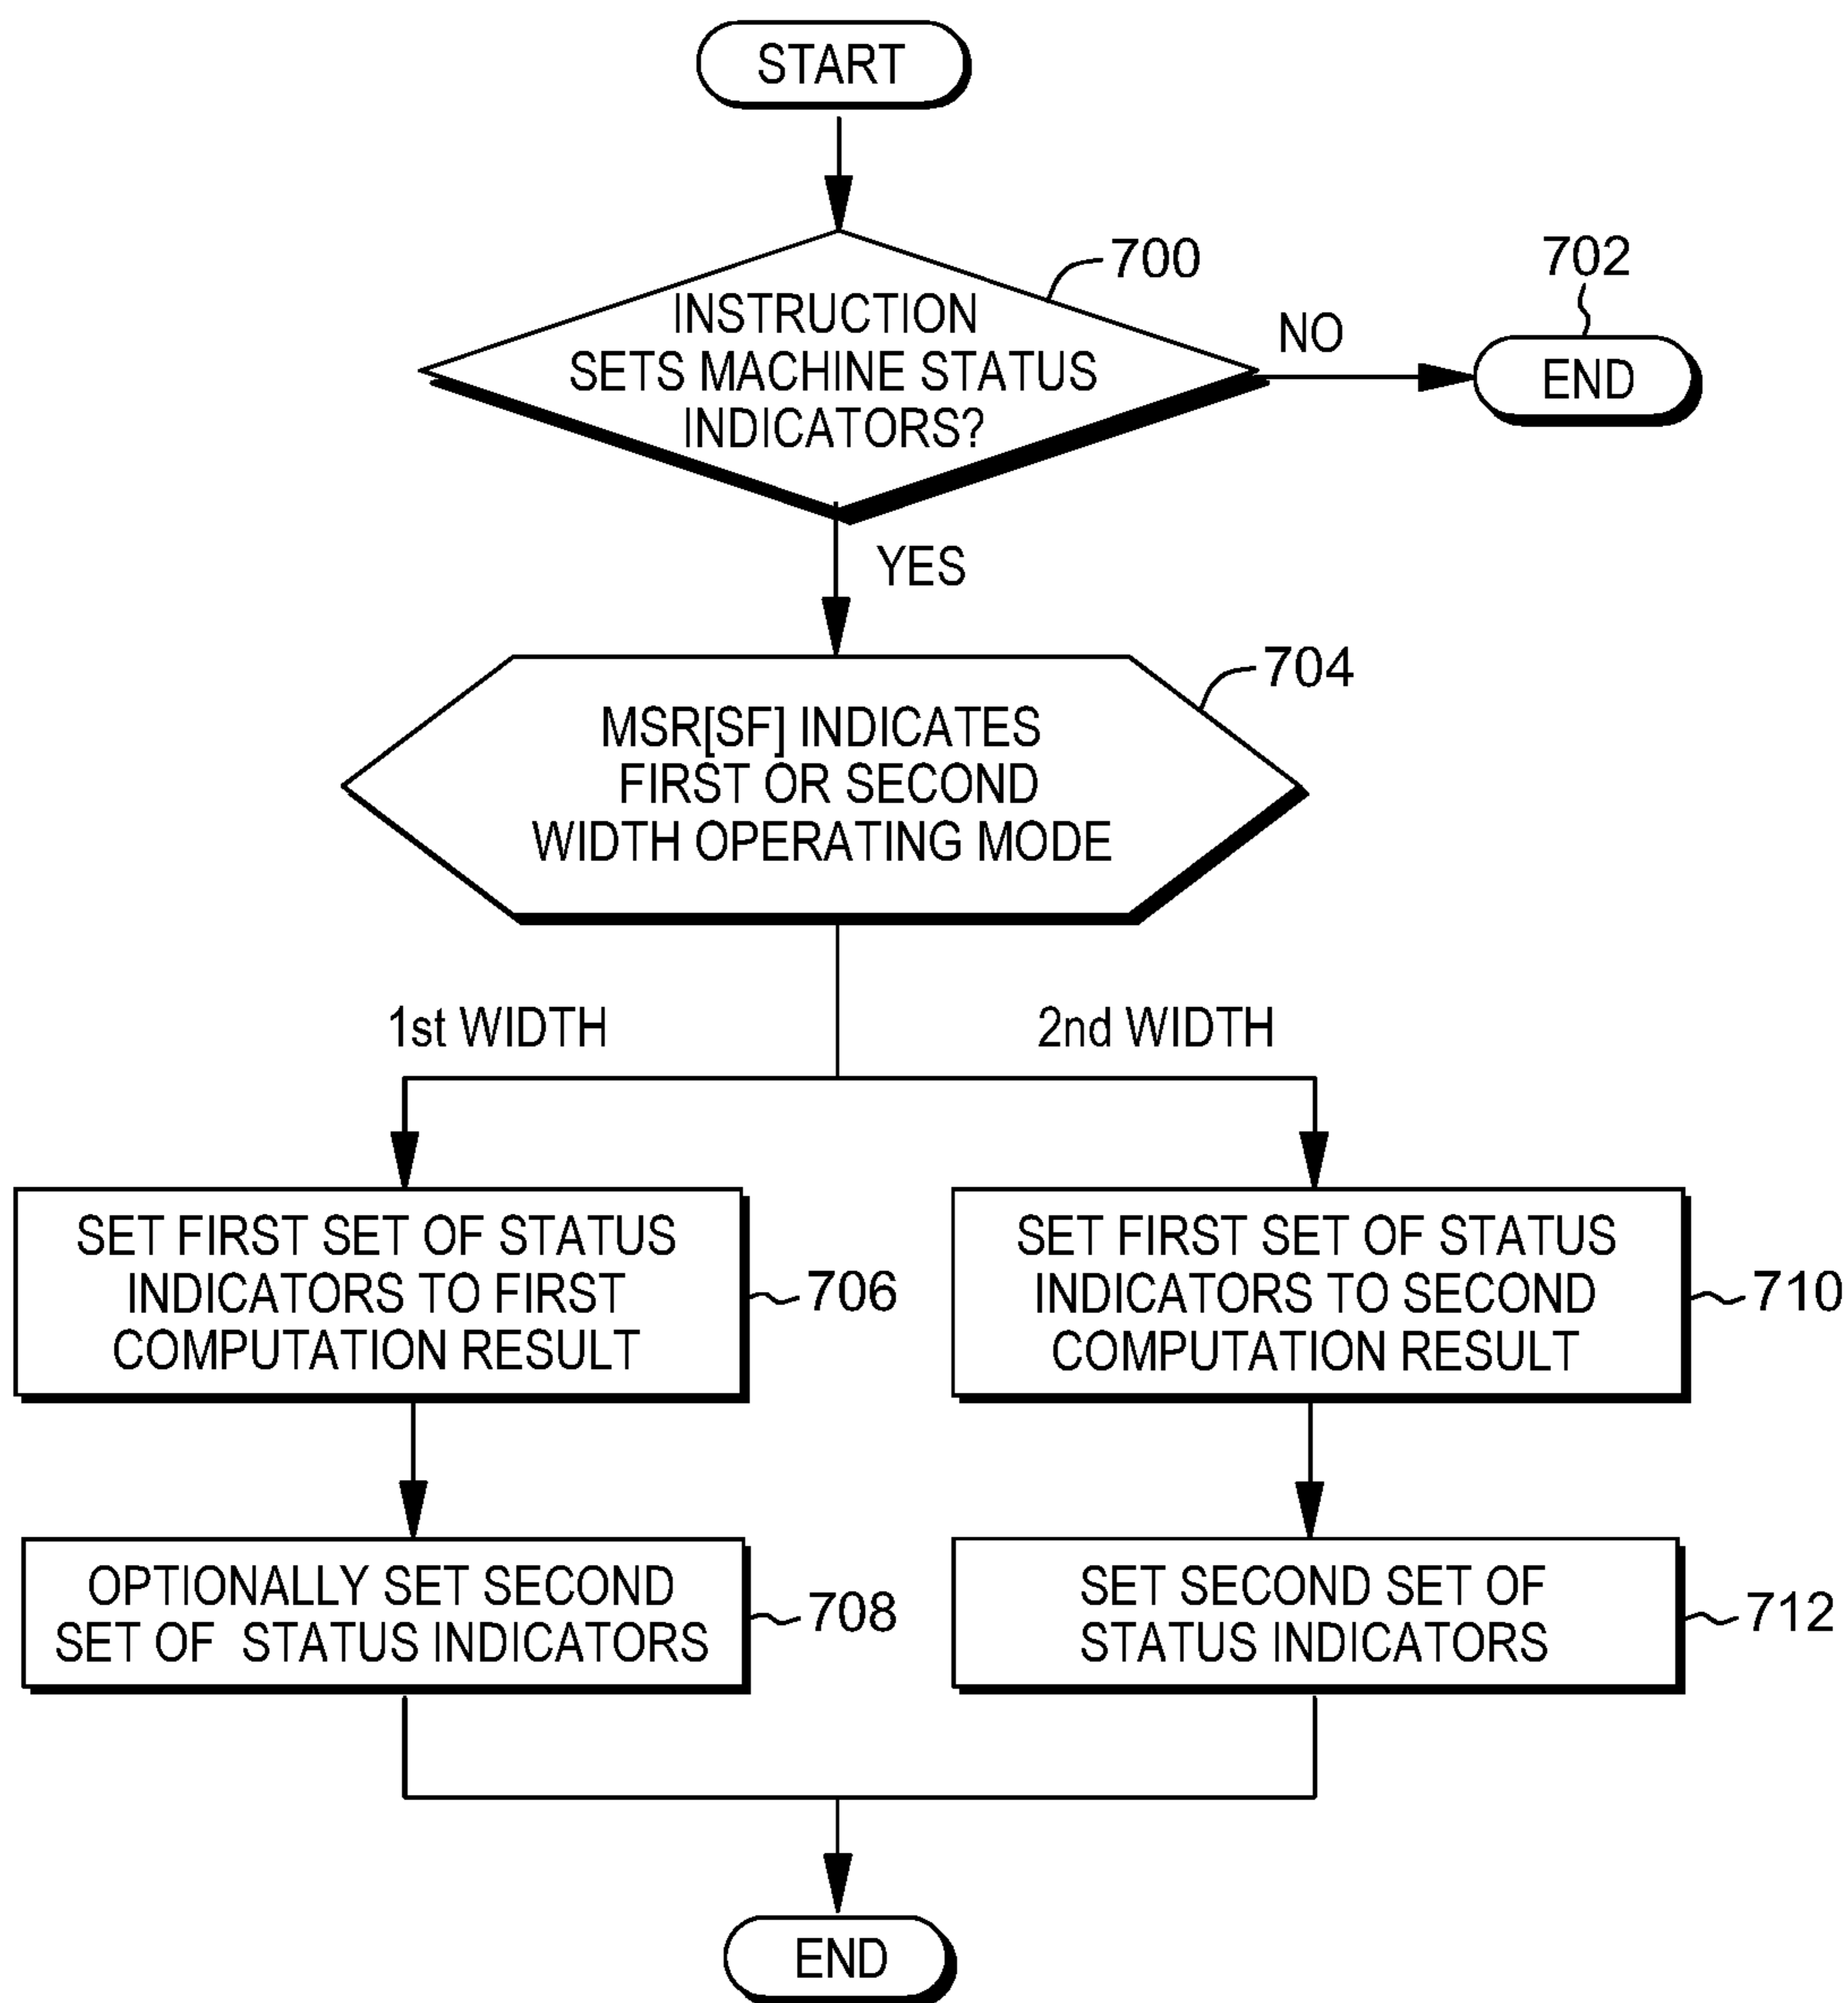 START
700
702
INSTRUCTION
SETS MACHINE STATUS
INDICATORS?
NO
END
YES
704
MSR[SF] INDICATES
FIRST OR SECOND
WIDTH OPERATING MODE
1st WIDTH
2nd WIDTH
SET FIRST SET OF STATUS
INDICATORS TO FIRST
COMPUTATION RESULT
706
SET FIRST SET OF STATUS
INDICATORS TO SECOND
COMPUTATION RESULT
710
OPTIONALLY SET SECOND
SET OF STATUS INDICATORS
708
SET SECOND SET OF
STATUS INDICATORS
712
END